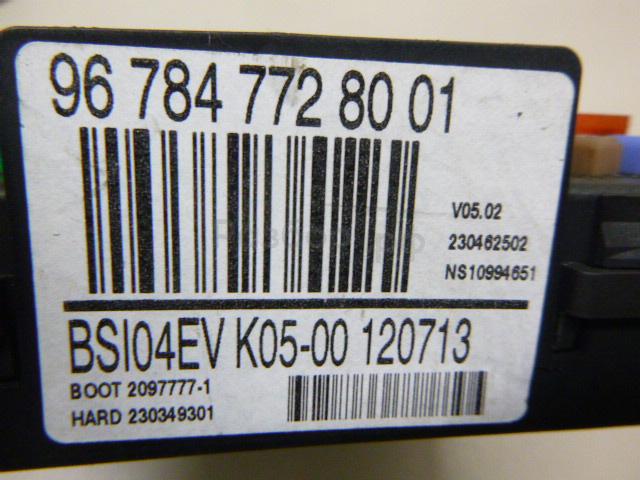 96 784 772 80 01
V05.02
230462502
NS10994651
BSI04EV K05-00 120713
BOOT 2097777-1
HARD 230349301